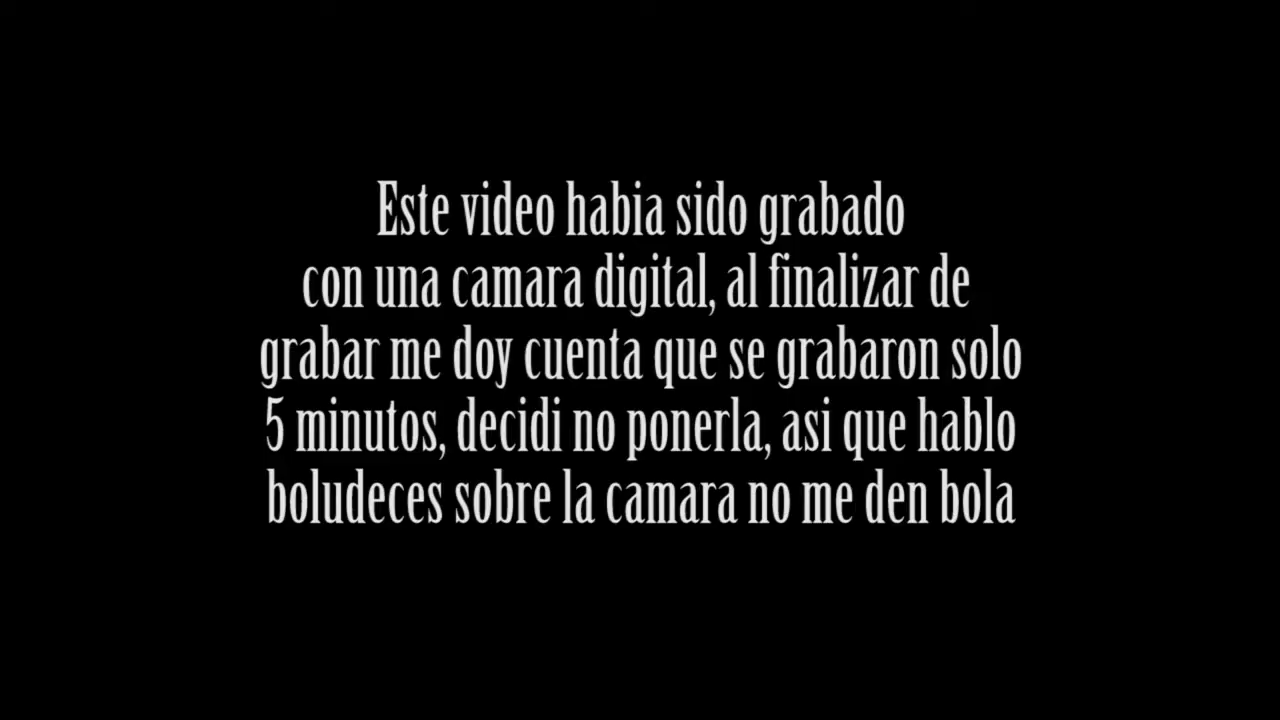 Este video habia sido grabado
con una camara digital, al finalizar de
grabar me doy cuenta que se grabaron solo
5 minutos, decidi no ponerla, asi que hablo
boludeces sobre la camara no me den bola